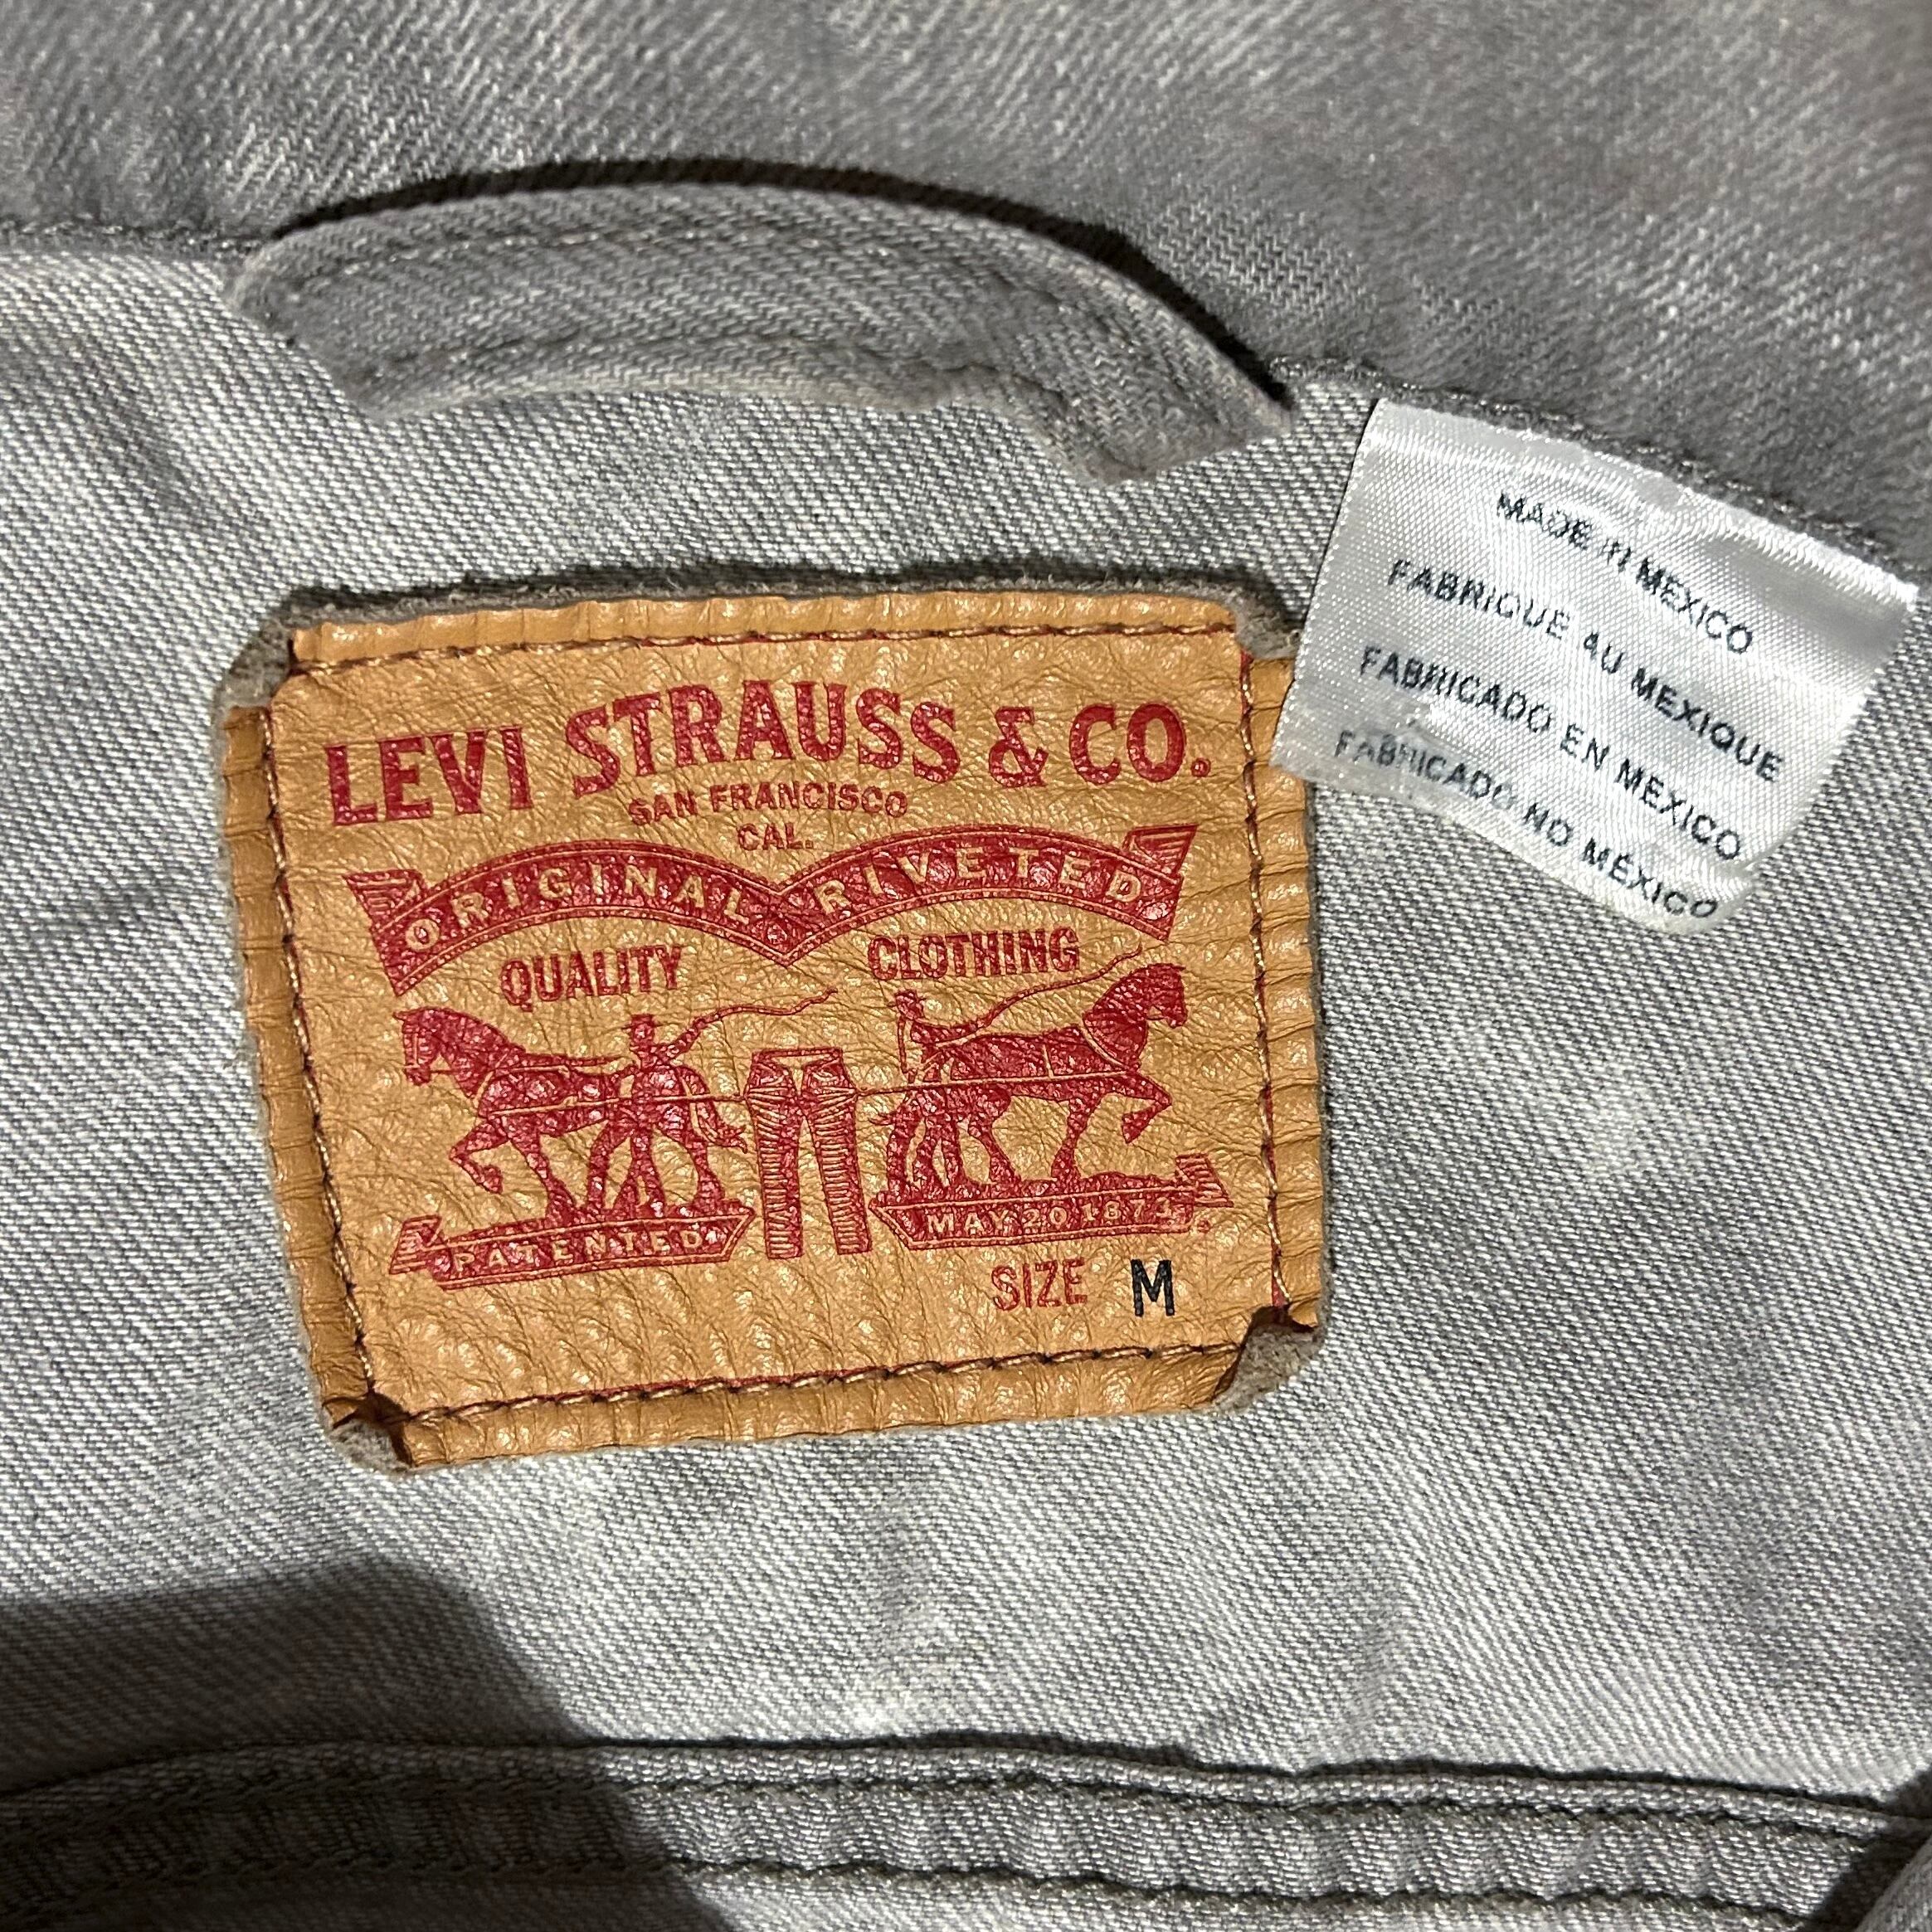 LEVI STRAUSS & CO.
SAN FRANCISCO
CAL.
ORIGINAL RIVETED
QUALITY CLOTHING
PATENTED MAY 20 1873
SIZE M
MADE IN MEXICO
FABRIQUE AU MEXIQUE
FABRICADO EN MEXICO
FABRICADO NO MÉXICO